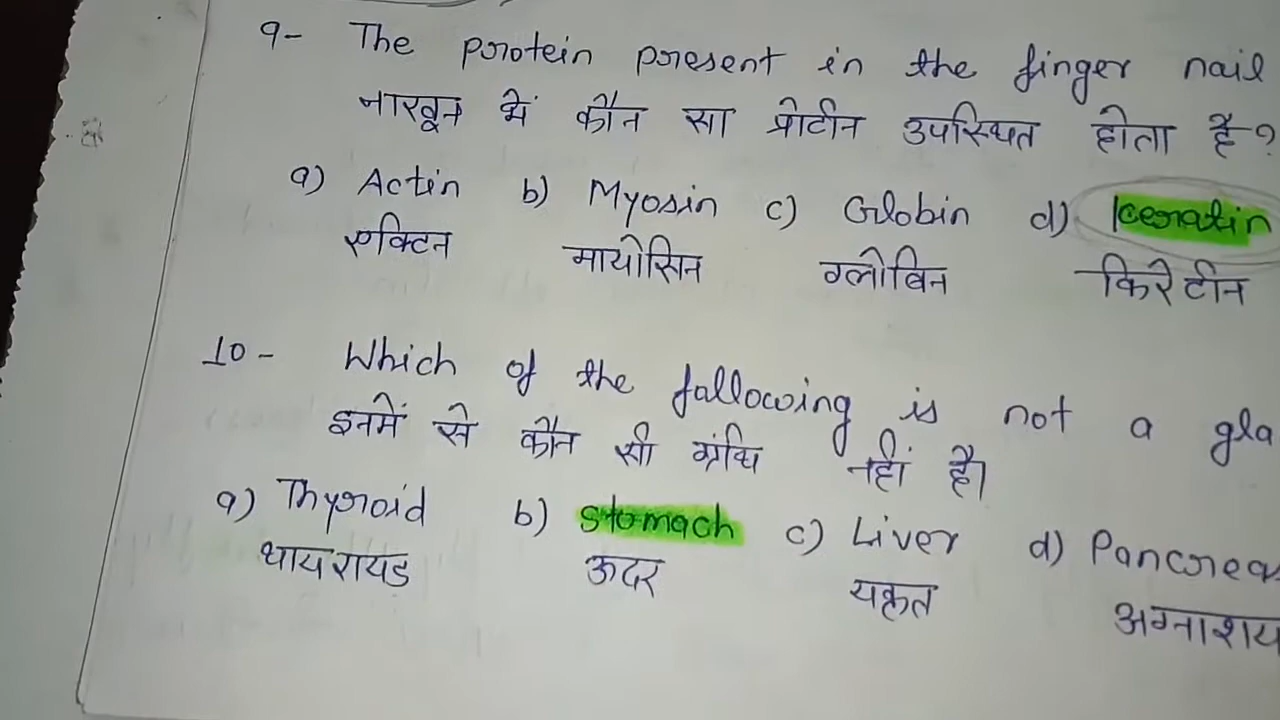 9- The protein present in the finger nail
नाखून में कौन सा प्रोटीन उपस्थित होता है?
a) Actin b) Myosin c) Globin d) keratin
एक्टिन मायोसिन ग्लोबिन किरेटीन
10- Which of the following is not a gla
इनमें से कौन सी ग्रंथि नहीं है।
a) Thyroid b) stomach c) Liver d) Pancrea
थायरायड ऊदर यकृत अग्नाशय